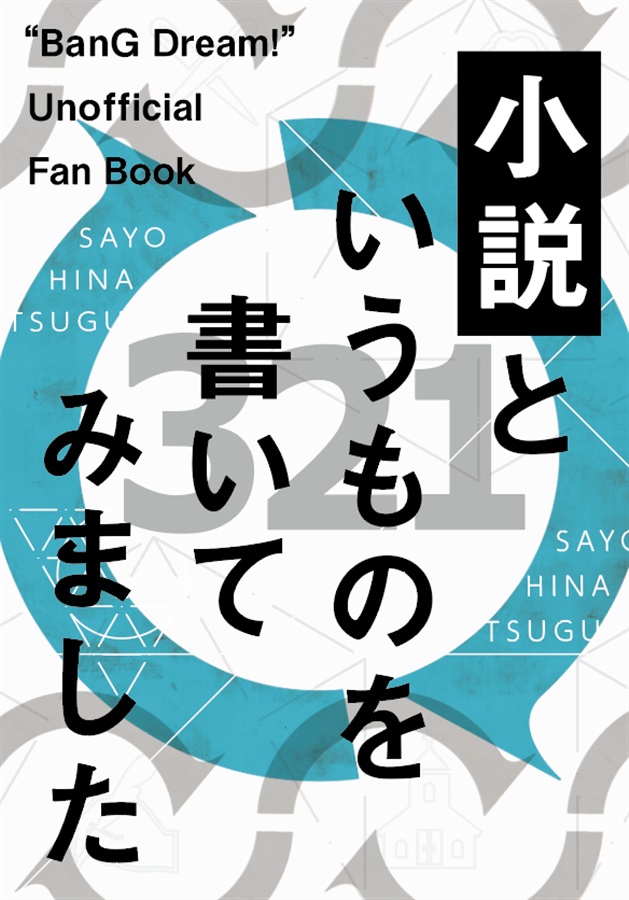 “BanG Dream!”
Unofficial
Fan Book
小説と
いうものを
書いて
みました
SAYO
HINA
TSUGU
321
SAYO
HINA
TSUGU